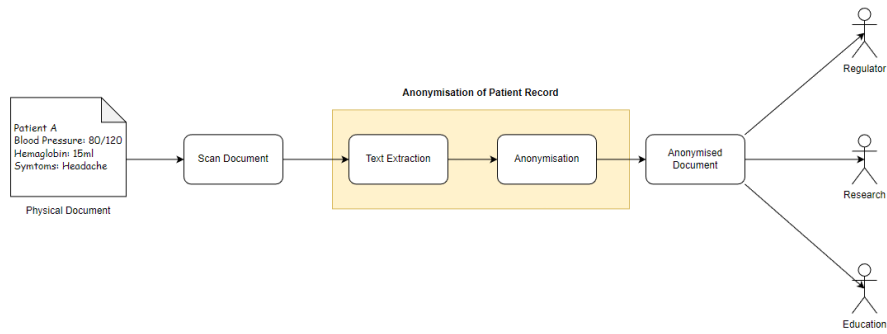 Regulator
Anonymisation of Patient Record
Patient A
Blood Pressure: 80/120
Hemaglobin: 15ml
Symtoms: Headache
Scan Document
Text Extraction
Anonymisation
Anonymised
Document
Research
Physical Document
Education